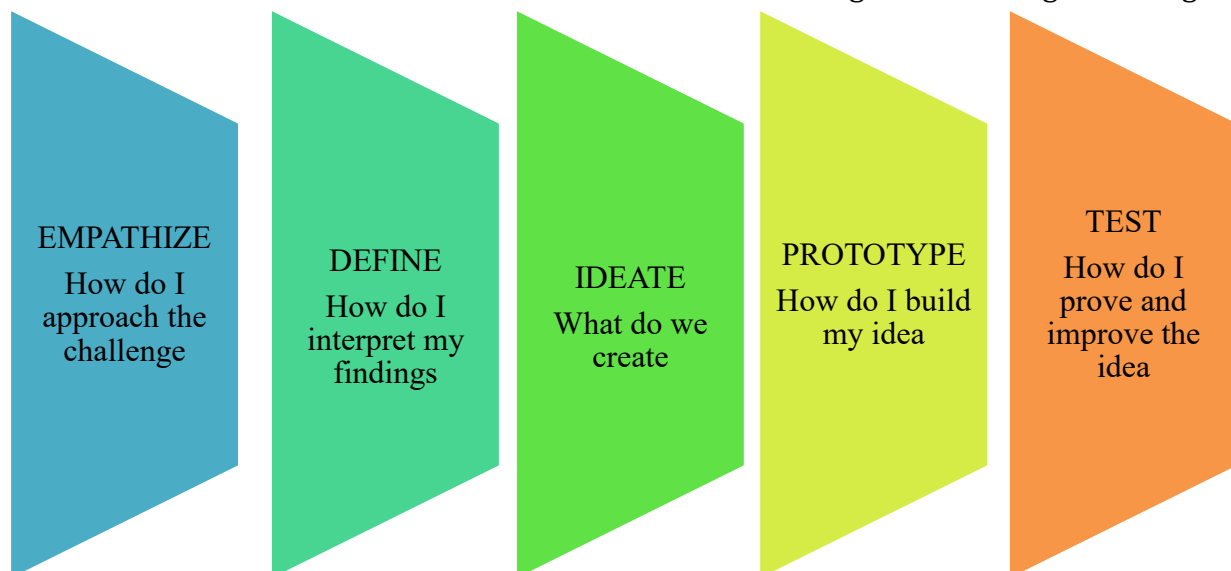 EMPATHIZE
How do I
approach the
challenge
DEFINE
How do I
interpret my
findings
IDEATE
What do we
create
PROTOTYPE
How do I build
my idea
TEST
How do I
prove and
improve the
idea